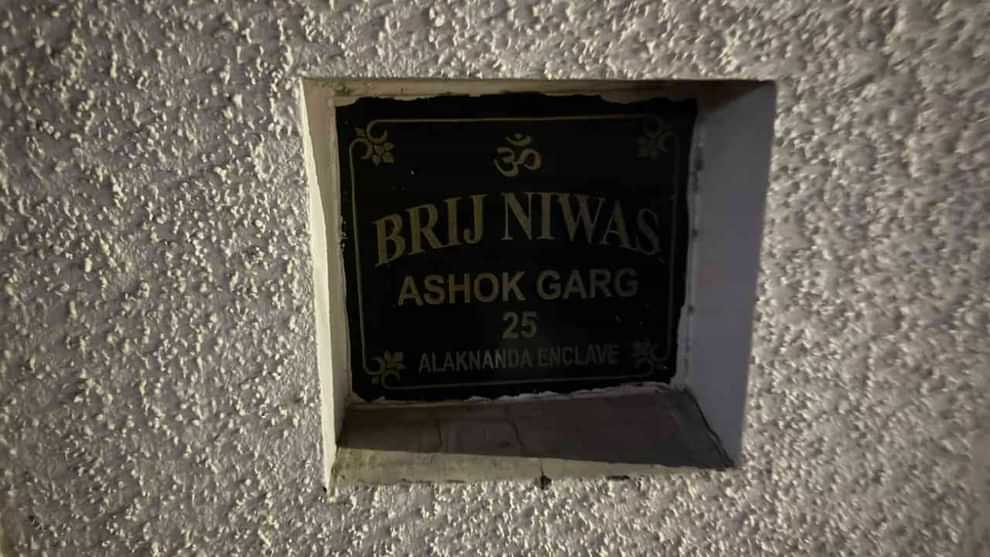 ॐ
BRIJ NIWAS
ASHOK GARG
25
ALAKNANDA ENCLAVE